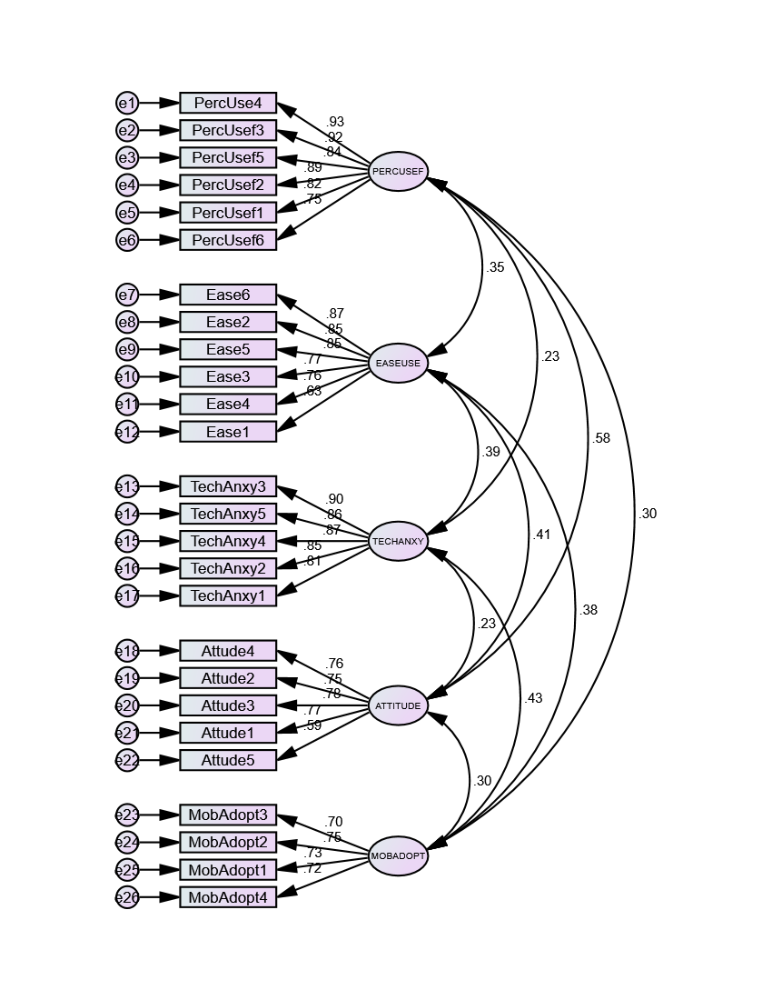 e1 PercUse4
.93
e2 PercUsef3
.92
e3 PercUsef5
.84
PERCUSEF
.89
e4 PercUsef2
.82
e5 PercUsef1
.75
e6 PercUsef6
.35
e7 Ease6
.87
e8 Ease2
.85
e9 Ease5
.85
.23
EASEUSE
.77
e10 Ease3
.76
e11 Ease4
.63
e12 Ease1
.58
.39
e13 TechAnxy3
.90
e14 TechAnxy5
.86
.30
.87
.41
e15 TechAnxy4
TECHANXY
.85
e16 TechAnxy2
.81
e17 TechAnxy1
.38
.23
e18 Attude4
.76
e19 Attude2
.75
.78
.43
e20 Attude3
ATTITUDE
.77
e21 Attude1
.59
e22 Attude5
.30
e23 MobAdopt3
.70
e24 MobAdopt2
.75
.73
MOBADOPT
e25 MobAdopt1
.72
e26 MobAdopt4